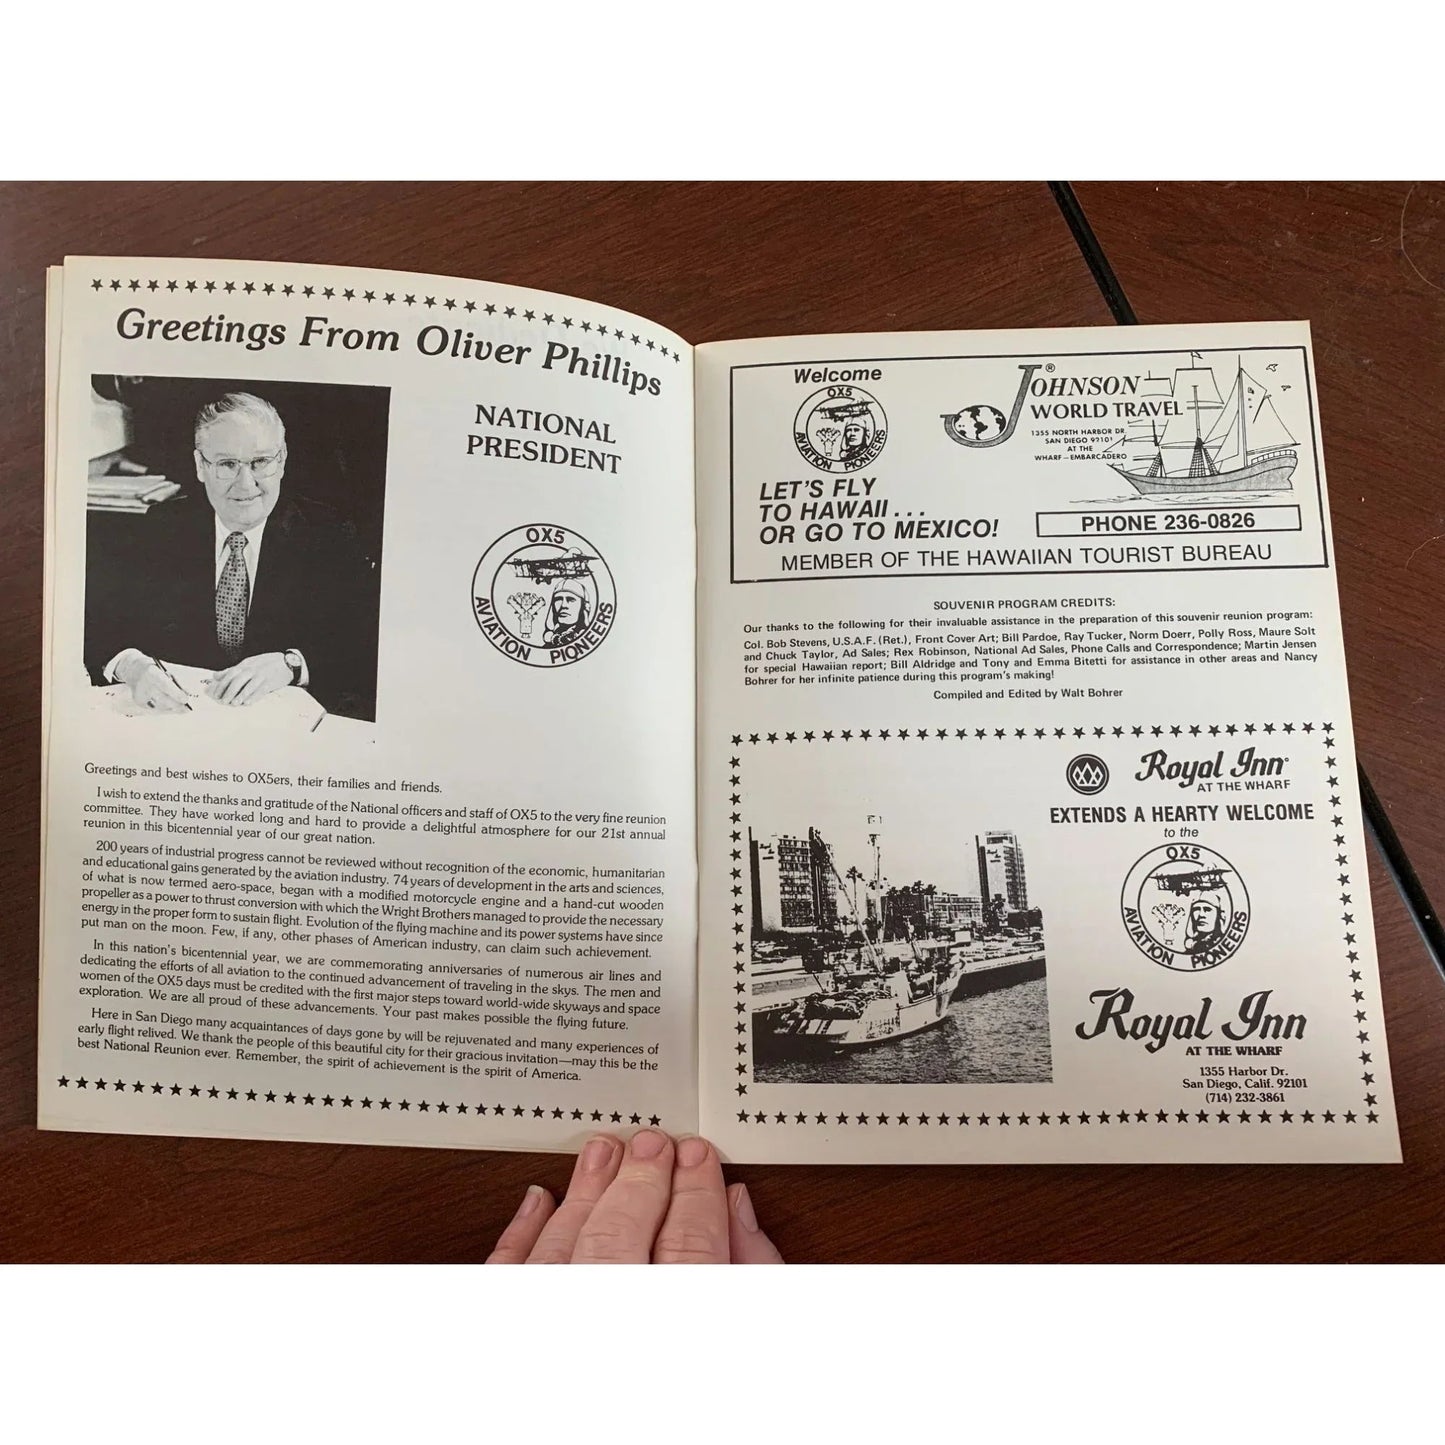 Greetings From Oliver Phillips
NATIONAL
PRESIDENT
OX5
AVIATION PIONEERS
Greetings and best wishes to OX5ers, their families and friends.
I wish to extend the thanks and gratitude of the National officers and staff of OX5 to the very fine reunion
committee. They have worked long and hard to provide a delightful atmosphere for our 21st annual
reunion in this bicentennial year of our great nation.
200 years of industrial progress cannot be reviewed without recognition of the economic, humanitarian
and educational gains generated by the aviation industry. 74 years of development in the arts and sciences,
of what is now termed aero-space, began with a modified motorcycle engine and a hand-cut wooden
propeller as a power to thrust conversion with which the Wright Brothers managed to provide the necessary
energy in the proper form to sustain flight. Evolution of the flying machine and its power systems have since
put man on the moon. Few, if any, other phases of American industry, can claim such achievement.
In this nation's bicentennial year, we are commemorating anniversaries of numerous air lines and
dedicating the efforts of all aviation to the continued advancement of traveling in the skys. The men and
women of the OX5 days must be credited with the first major steps toward world-wide skyways and space
exploration. We are all proud of these advancements. Your past makes possible the flying future.
Here in San Diego many acquaintances of days gone by will be rejuvenated and many experiences of
early flight relived. We thank the people of this beautiful city for their gracious invitation—may this be the
best National Reunion ever. Remember, the spirit of achievement is the spirit of America.
Welcome
OX5
AVIATION PIONEERS
JOHNSON®
WORLD TRAVEL
1355 NORTH HARBOR DR.
SAN DIEGO 92101
AT THE
WHARF – EMBARCADERO
LET'S FLY
TO HAWAII . . .
OR GO TO MEXICO!
PHONE 236-0826
MEMBER OF THE HAWAIIAN TOURIST BUREAU
SOUVENIR PROGRAM CREDITS:
Our thanks to the following for their invaluable assistance in the preparation of this souvenir reunion program:
Col. Bob Stevens, U.S.A.F. (Ret.), Front Cover Art; Bill Pardoe, Ray Tucker, Norm Doerr, Polly Ross, Maure Solt
and Chuck Taylor, Ad Sales; Rex Robinson, National Ad Sales, Phone Calls and Correspondence; Martin Jensen
for special Hawaiian report; Bill Aldridge and Tony and Emma Bitetti for assistance in other areas and Nancy
Bohrer for her infinite patience during this program's making!
Compiled and Edited by Walt Bohrer
Royal Inn
AT THE WHARF
EXTENDS A HEARTY WELCOME
to the
OX5
AVIATION PIONEERS
Royal Inn
AT THE WHARF
1355 Harbor Dr.
San Diego, Calif. 92101
(714) 232-3861